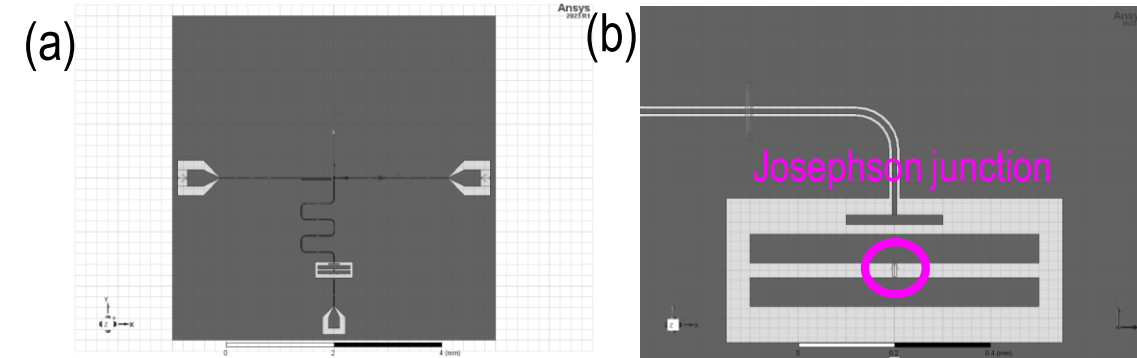 (a)
Ansys
2023 R1
(b)
Josephson junction
Y
Z
X
0
2
4 (mm)
Z
X
0
0.2
0.4 (mm)